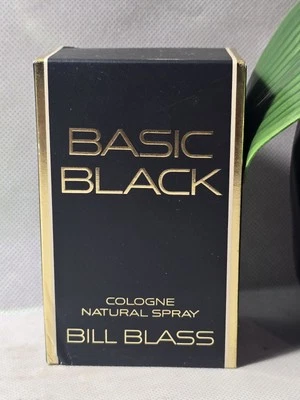 BASIC
BLACK
COLOGNE
NATURAL SPRAY
BILL BLASS